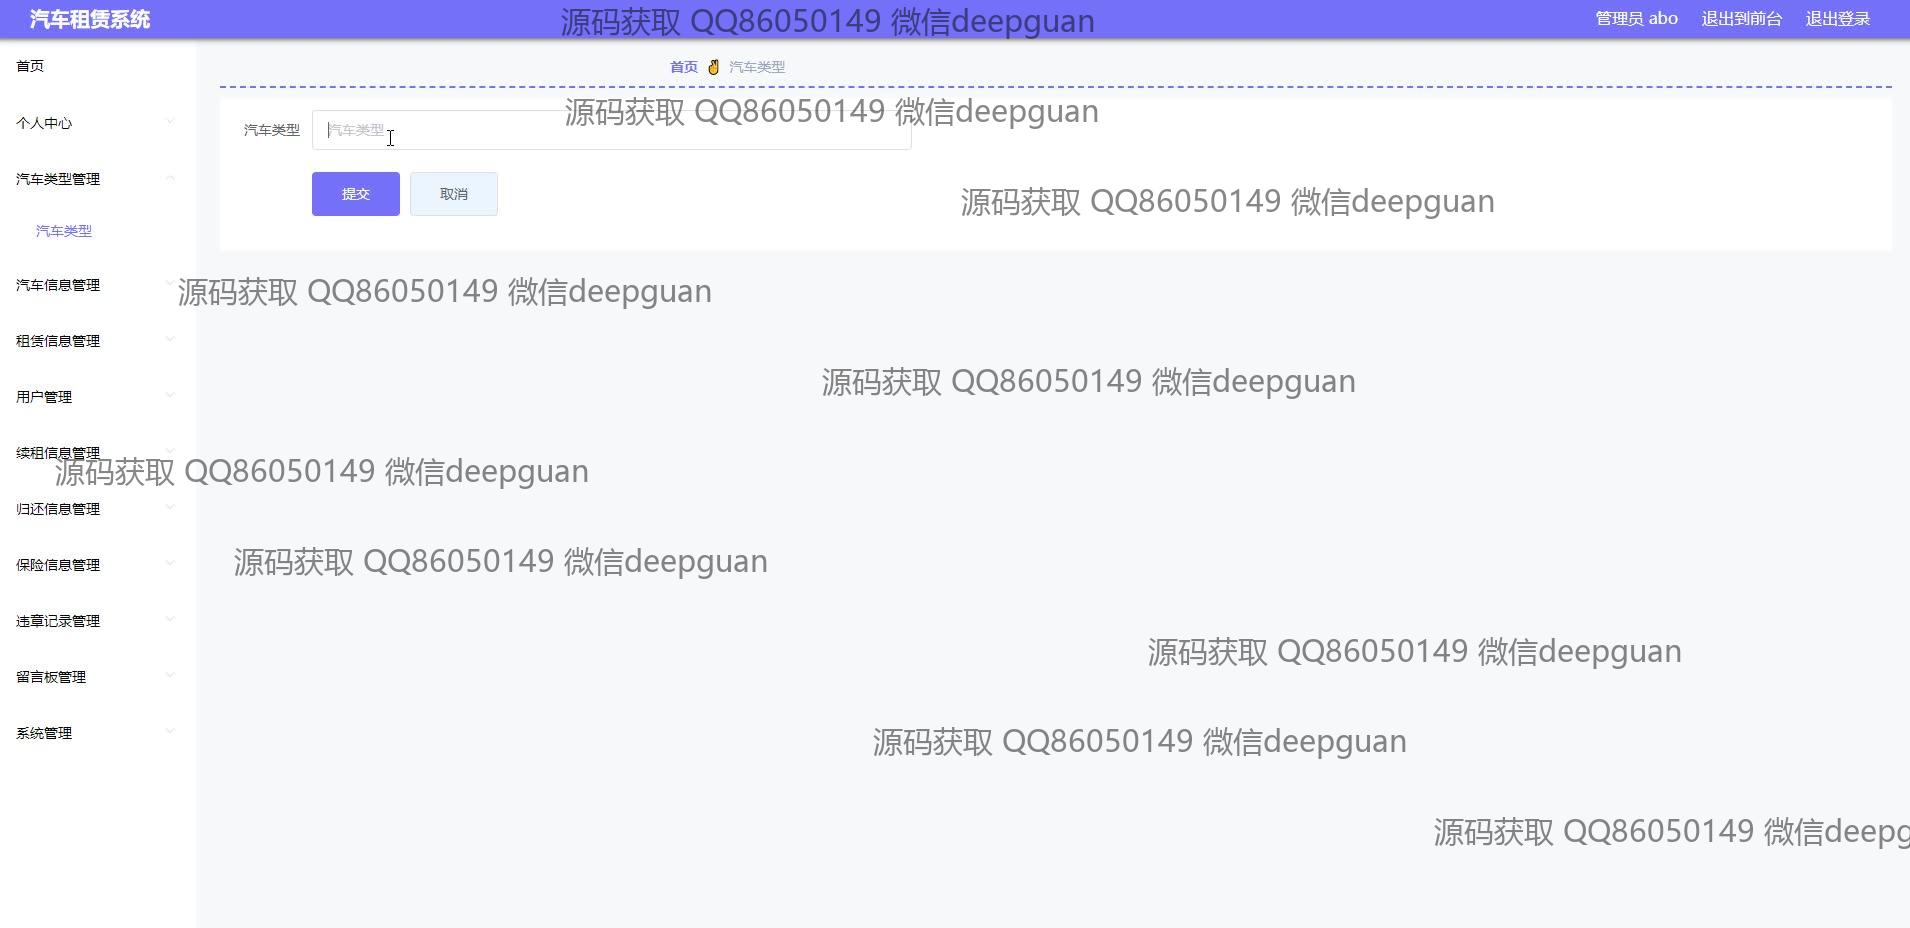 汽车租赁系统
源码获取 QQ86050149 微信deepguan
管理员 abo
退出到前台
退出登录
首页
首页
汽车类型
源码获取 QQ86050149 微信deepguan
个人中心
汽车类型
汽车类型
汽车类型管理
提交
取消
源码获取 QQ86050149 微信deepguan
汽车类型
汽车信息管理
源码获取 QQ86050149 微信deepguan
租赁信息管理
源码获取 QQ86050149 微信deepguan
用户管理
续租信息管理
源码获取 QQ86050149 微信deepguan
归还信息管理
源码获取 QQ86050149 微信deepguan
保险信息管理
违章记录管理
源码获取 QQ86050149 微信deepguan
留言板管理
系统管理
源码获取 QQ86050149 微信deepguan
源码获取 QQ86050149 微信deepg